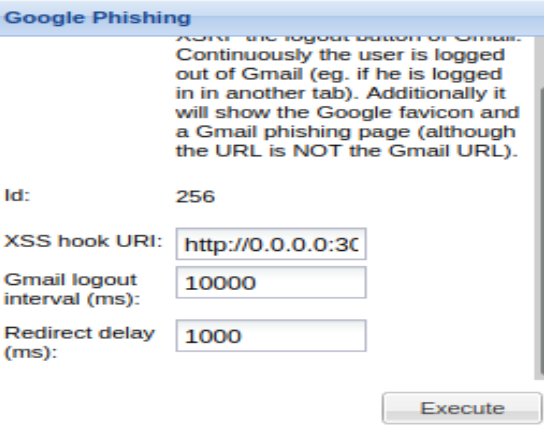 Google Phishing
XSRF the logout button of Gmail.
Continuously the user is logged
out of Gmail (eg. if he is logged
in in another tab). Additionally it
will show the Google favicon and
a Gmail phishing page (although
the URL is NOT the Gmail URL).
Id: 256
XSS hook URI: http://0.0.0.0:30
Gmail logout
interval (ms): 10000
Redirect delay
(ms): 1000
Execute